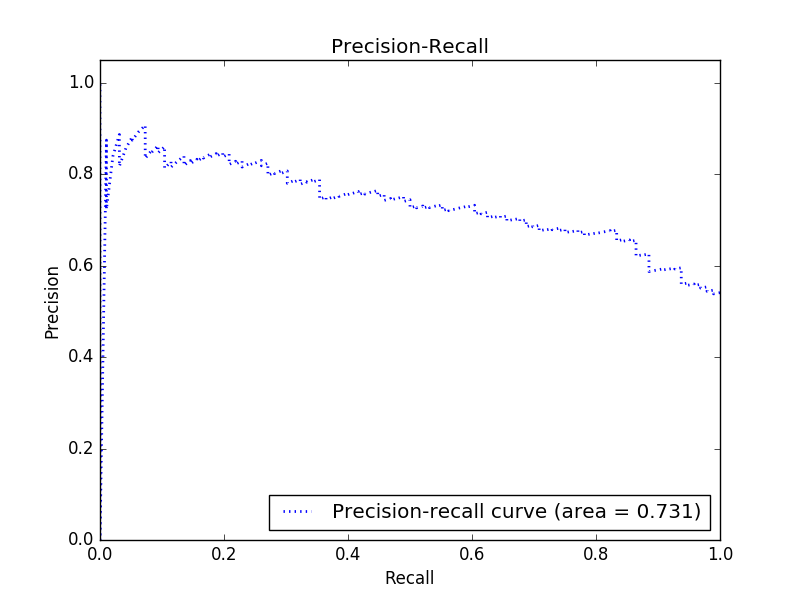 Precision-Recall
1.0
0.8
0.6
0.4
0.2
0.0
Precision
0.0 0.2 0.4 0.6 0.8 1.0
Recall
Precision-recall curve (area = 0.731)